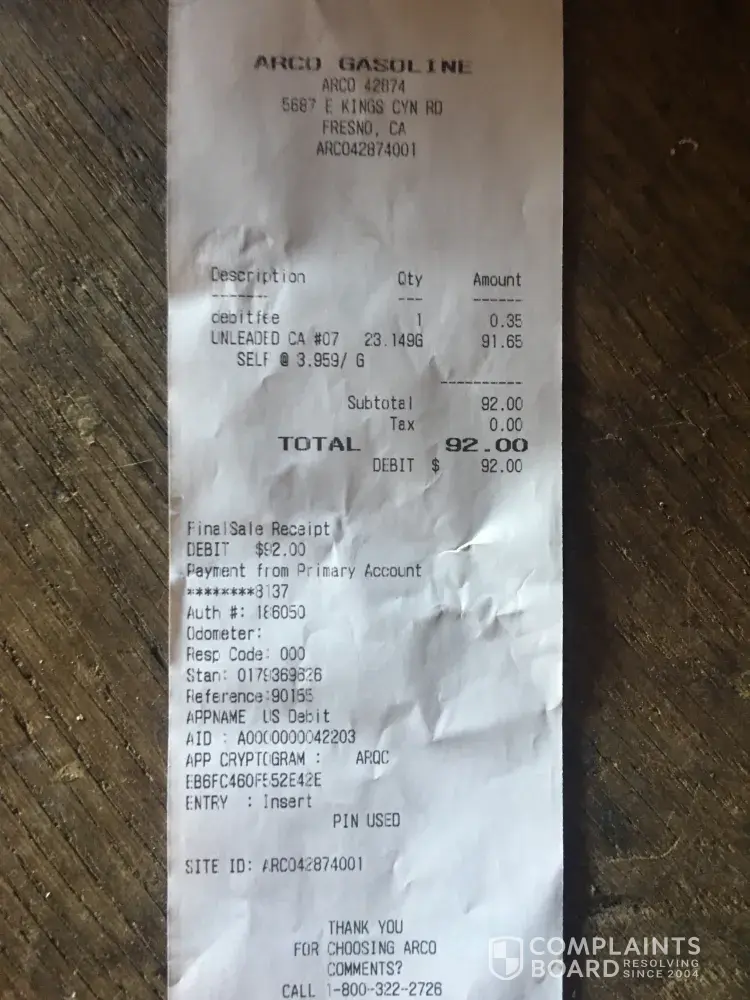 ARCO GASOLINE
ARCO 42874
5687 E KINGS CYN RD
FRESNO, CA
ARCO42874001
Description Qty Amount
debitfee 1 0.35
UNLEADED CA #07 23.149G 91.65
SELF @ 3.959/ G
Subtotal 92.00
Tax 0.00
TOTAL 92.00
DEBIT $ 92.00
FinalSale Receipt
DEBIT $92.00
Payment from Primary Account
********3137
Auth #: 186050
Odometer:
Resp Code: 000
Stan: 0179369626
Reference:90155
APPNAME US Debit
AID : A0000000042203
APP CRYPTOGRAM : ARQC
EB6FC460FE52E42E
ENTRY : Insert
PIN USED
SITE ID: ARCO42874001
THANK YOU
FOR CHOOSING ARCO
COMMENTS?
CALL 1-800-322-2726
COMPLAINTS
BOARD RESOLVING
SINCE 2004